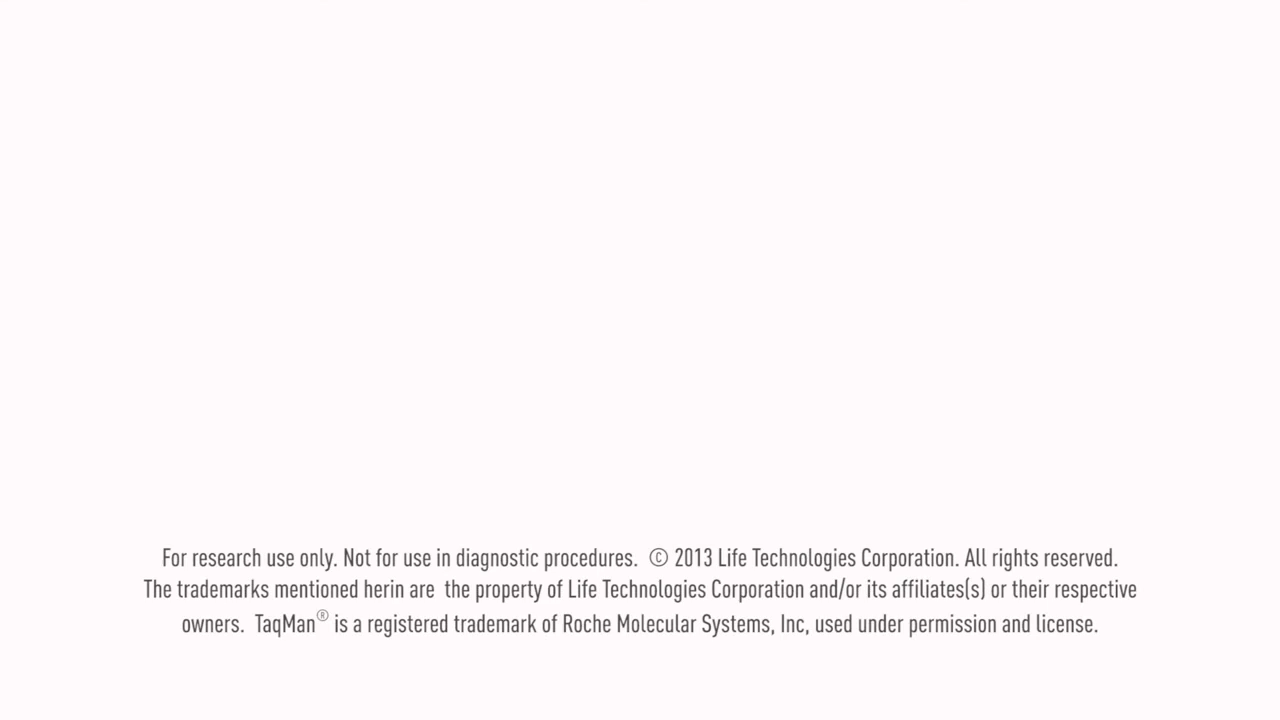 For research use only. Not for use in diagnostic procedures.  © 2013 Life Technologies Corporation. All rights reserved.
The trademarks mentioned herin are  the property of Life Technologies Corporation and/or its affiliates(s) or their respective
owners.  TaqMan® is a registered trademark of Roche Molecular Systems, Inc, used under permission and license.